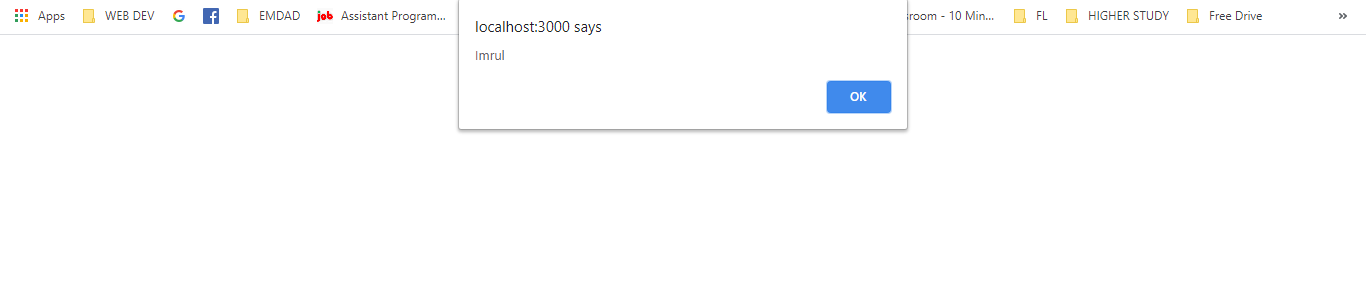 Apps WEB DEV EMDAD job Assistant Program... sroom - 10 Min... FL HIGHER STUDY Free Drive »
localhost:3000 says
Imrul
OK